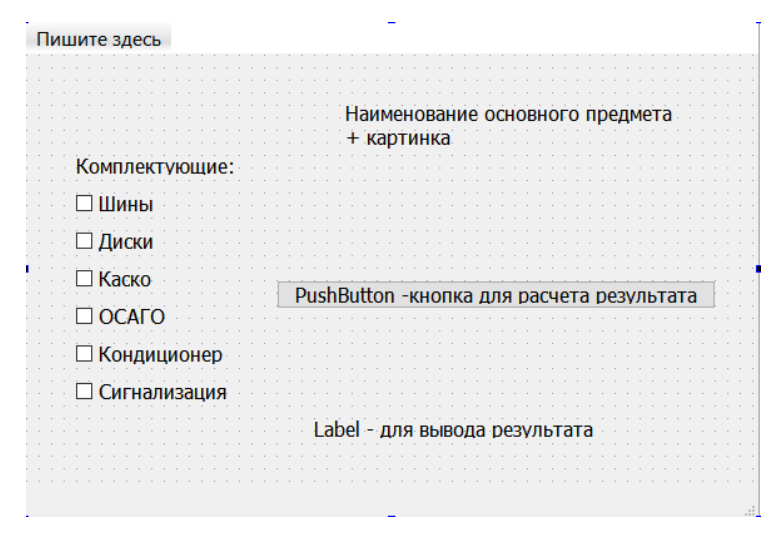 Пишите здесь
Наименование основного предмета
+ картинка
Комплектующие:
Шины
Диски
Каско
PushButton -кнопка для расчета результата
ОСАГО
Кондиционер
Сигнализация
Label - для вывода результата